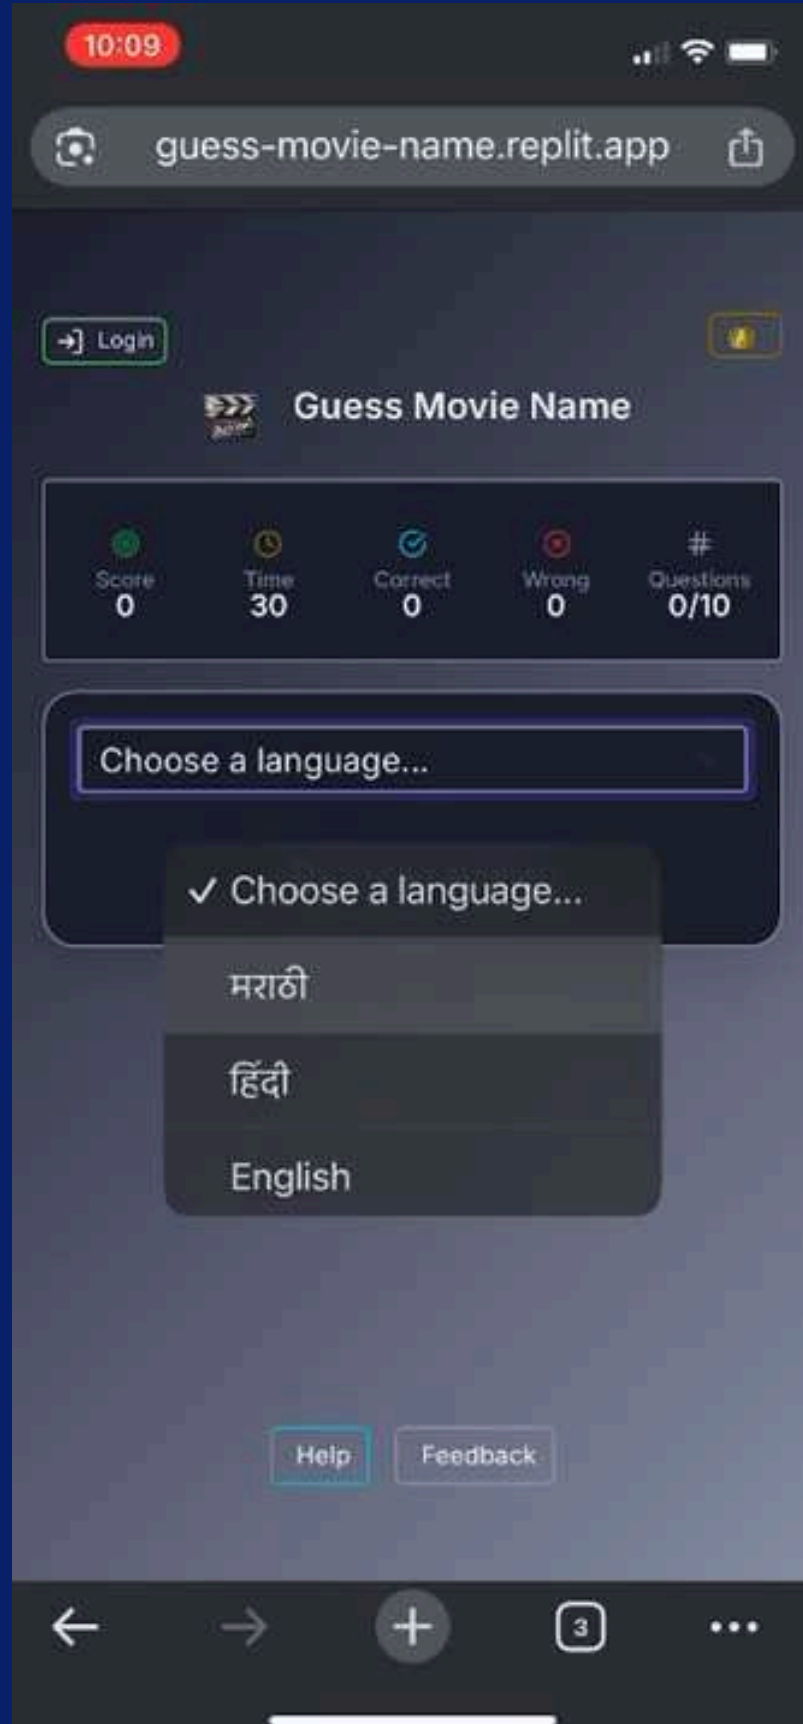 10:09
guess-movie-name.replit.app
Login
Guess Movie Name
Score Time Correct Wrong Questions
0 30 0 0 0/10
Choose a language...
✓ Choose a language...
मराठी
हिंदी
English
Help Feedback
3